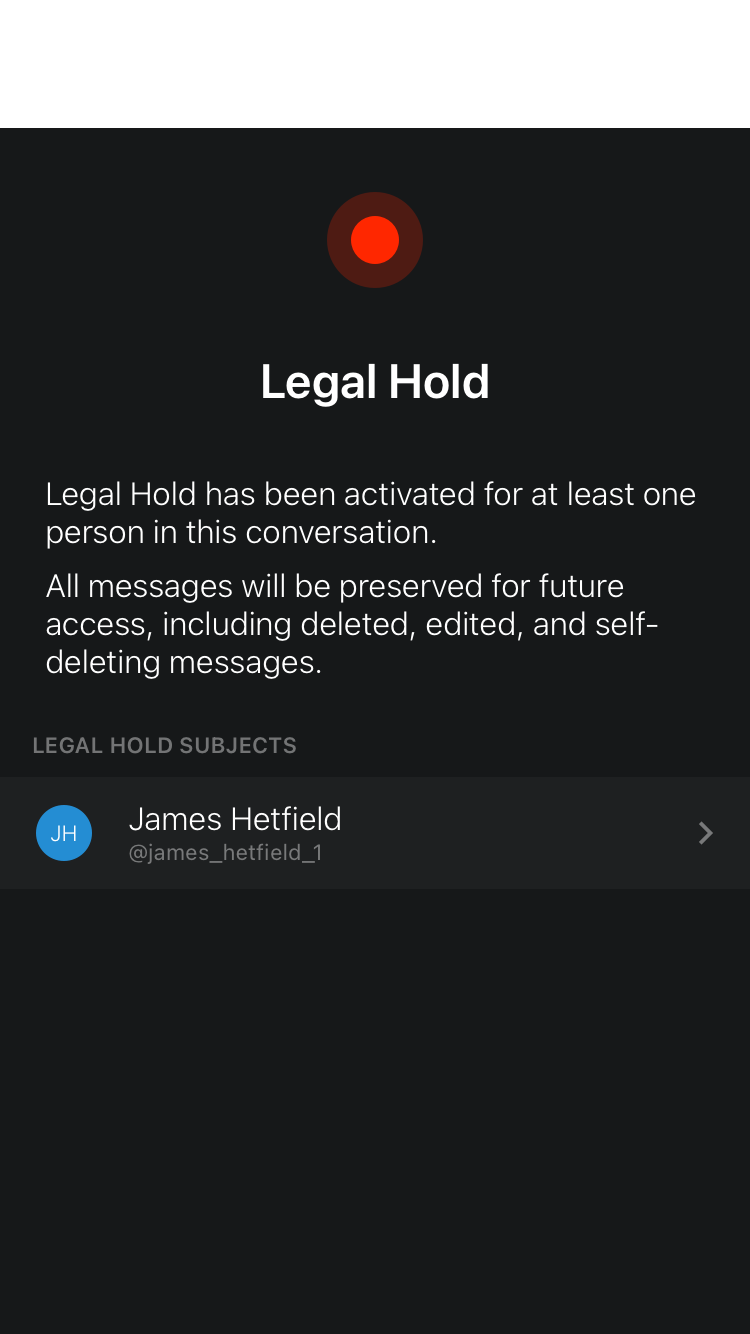 Legal Hold
Legal Hold has been activated for at least one
person in this conversation.
All messages will be preserved for future
access, including deleted, edited, and self-
deleting messages.
LEGAL HOLD SUBJECTS
JH
James Hetfield
@james_hetfield_1